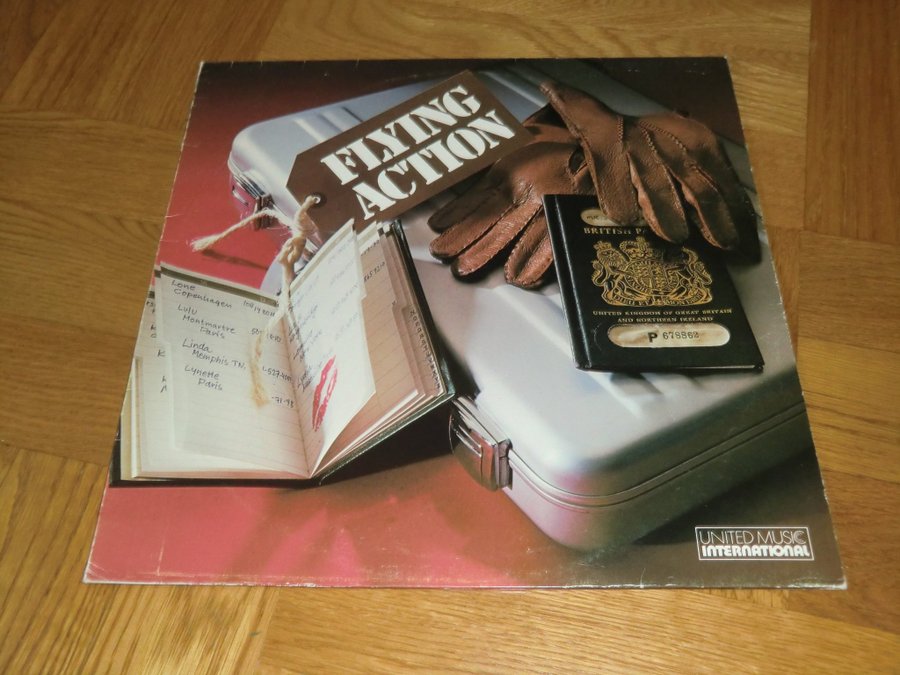 FLYING
ACTION
Lone
Copenhagen
Lulu
Montmartre
Paris
Linda
Memphis TN.
Lynette
Paris
BRITISH
UNITED KINGDOM OF GREAT BRITAIN
AND NORTHERN IRELAND
P 678862
UNITED MUSIC
INTERNATIONAL